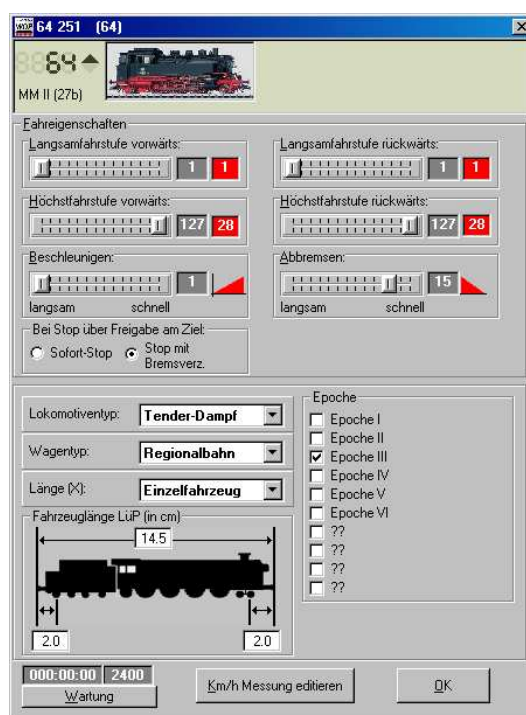 WDP 64 251 (64)
64
MM II (27b)
Fahreigenschaften
Langsamfahrstufe vorwärts:
1 1
Langsamfahrstufe rückwärts:
1 1
Höchstfahrstufe vorwärts:
127 28
Höchstfahrstufe rückwärts:
127 28
Beschleunigen:
1
langsam schnell
Abbremsen:
15
langsam schnell
Bei Stop über Freigabe am Ziel:
Sofort-Stop
Stop mit
Bremsverz.
Lokomotiventyp: Tender-Dampf
Wagentyp: Regionalbahn
Länge (X): Einzelfahrzeug
Fahrzeuglänge LüP (in cm)
14.5
2.0 2.0
Epoche
Epoche I
Epoche II
Epoche III
Epoche IV
Epoche V
Epoche VI
??
??
??
??
000:00:00 2400
Wartung
Km/h Messung editieren
OK